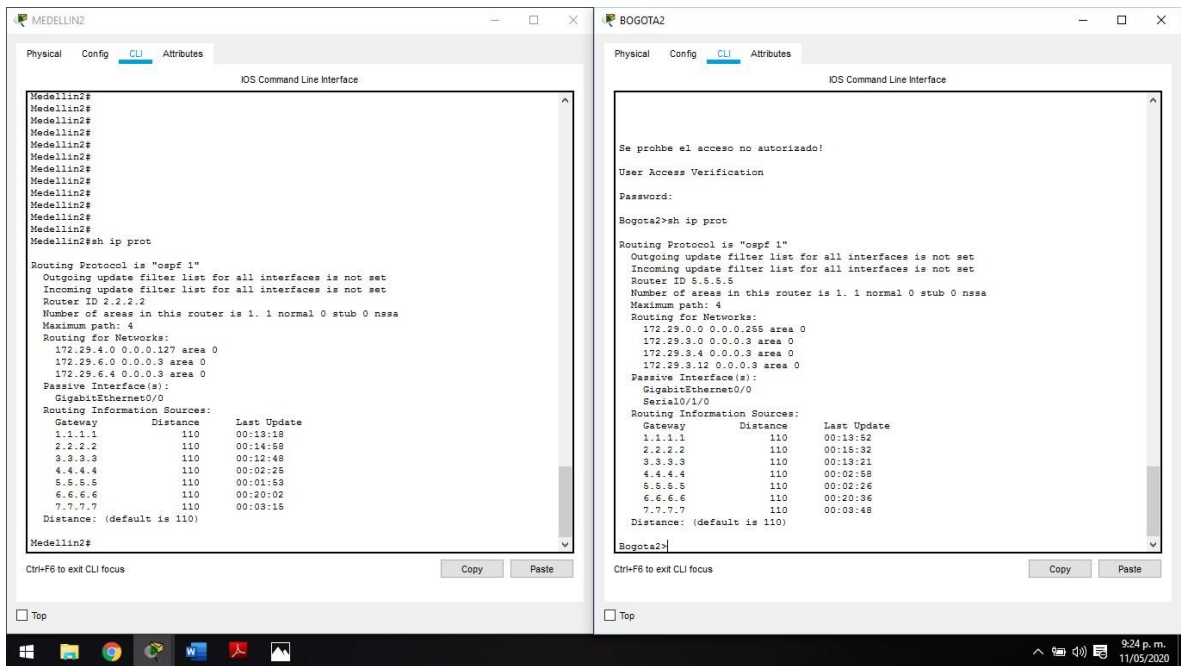 MEDELLIN2
Physical Config CLI Attributes
IOS Command Line Interface
Medellin2#
Medellin2#
Medellin2#
Medellin2#
Medellin2#
Medellin2#
Medellin2#
Medellin2#
Medellin2#
Medellin2#
Medellin2#
Medellin2#
Medellin2#sh ip prot
Routing Protocol is "ospf 1"
Outgoing update filter list for all interfaces is not set
Incoming update filter list for all interfaces is not set
Router ID 2.2.2.2
Number of areas in this router is 1. 1 normal 0 stub 0 nssa
Maximum path: 4
Routing for Networks:
172.29.4.0 0.0.0.127 area 0
172.29.6.0 0.0.0.3 area 0
172.29.6.4 0.0.0.3 area 0
Passive Interface(s):
GigabitEthernet0/0
Routing Information Sources:
Gateway Distance Last Update
1.1.1.1 110 00:13:18
2.2.2.2 110 00:14:58
3.3.3.3 110 00:12:48
4.4.4.4 110 00:02:25
5.5.5.5 110 00:01:53
6.6.6.6 110 00:20:02
7.7.7.7 110 00:03:15
Distance: (default is 110)
Medellin2#
Ctrl+F6 to exit CLI focus
Copy Paste
Top
BOGOTA2
Physical Config CLI Attributes
IOS Command Line Interface
Se prohbe el acceso no autorizado!
User Access Verification
Password:
Bogota2>sh ip prot
Routing Protocol is "ospf 1"
Outgoing update filter list for all interfaces is not set
Incoming update filter list for all interfaces is not set
Router ID 5.5.5.5
Number of areas in this router is 1. 1 normal 0 stub 0 nssa
Maximum path: 4
Routing for Networks:
172.29.0.0 0.0.0.255 area 0
172.29.3.0 0.0.0.3 area 0
172.29.3.4 0.0.0.3 area 0
172.29.3.12 0.0.0.3 area 0
Passive Interface(s):
GigabitEthernet0/0
Serial0/1/0
Routing Information Sources:
Gateway Distance Last Update
1.1.1.1 110 00:13:52
2.2.2.2 110 00:15:32
3.3.3.3 110 00:13:21
4.4.4.4 110 00:02:58
5.5.5.5 110 00:02:26
6.6.6.6 110 00:20:36
7.7.7.7 110 00:03:48
Distance: (default is 110)
Bogota2>
Ctrl+F6 to exit CLI focus
Copy Paste
Top
9:24 p. m.
11/05/2020